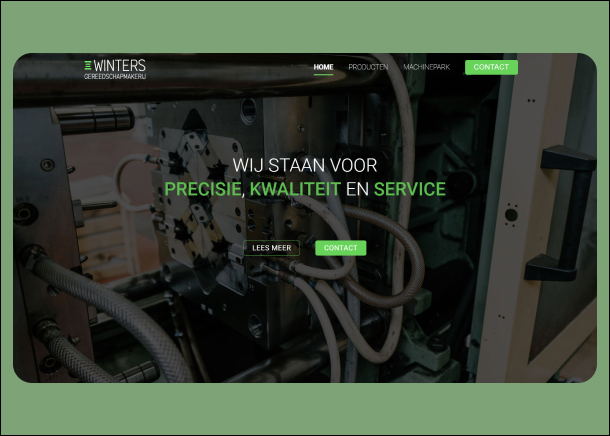 WINTERS
GEREEDSCHAPMAKERIJ
HOME PRODUCTEN MACHINEPARK CONTACT
WIJ STAAN VOOR
PRECISIE, KWALITEIT EN SERVICE
LEES MEER CONTACT